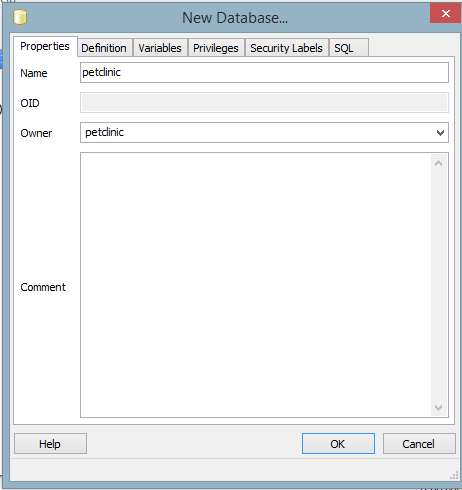 New Database...
Properties Definition Variables Privileges Security Labels SQL
Name petclinic
OID
Owner petclinic
Comment
Help OK Cancel